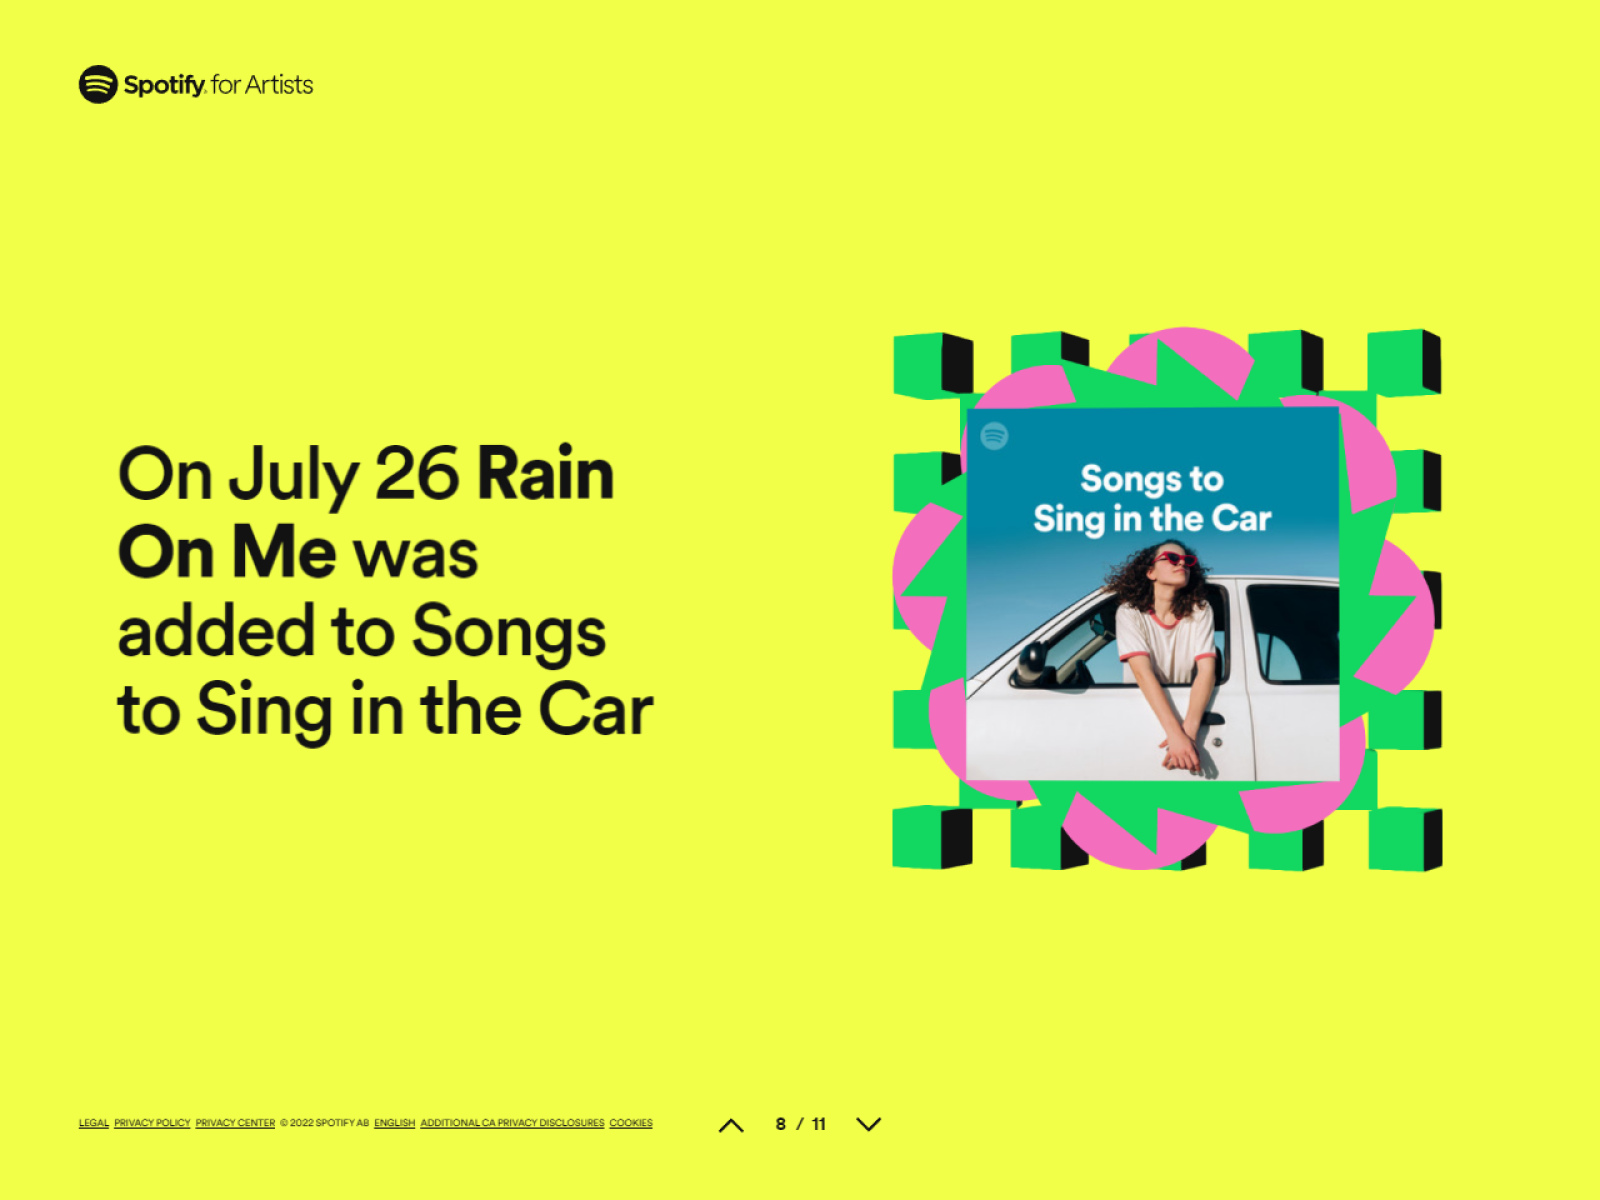 Spotify for Artists
On July 26 Rain
On Me was
added to Songs
to Sing in the Car
Songs to
Sing in the Car
LEGAL PRIVACY POLICY PRIVACY CENTER © 2022 SPOTIFY AB ENGLISH ADDITIONAL CA PRIVACY DISCLOSURES COOKIES
8 / 11